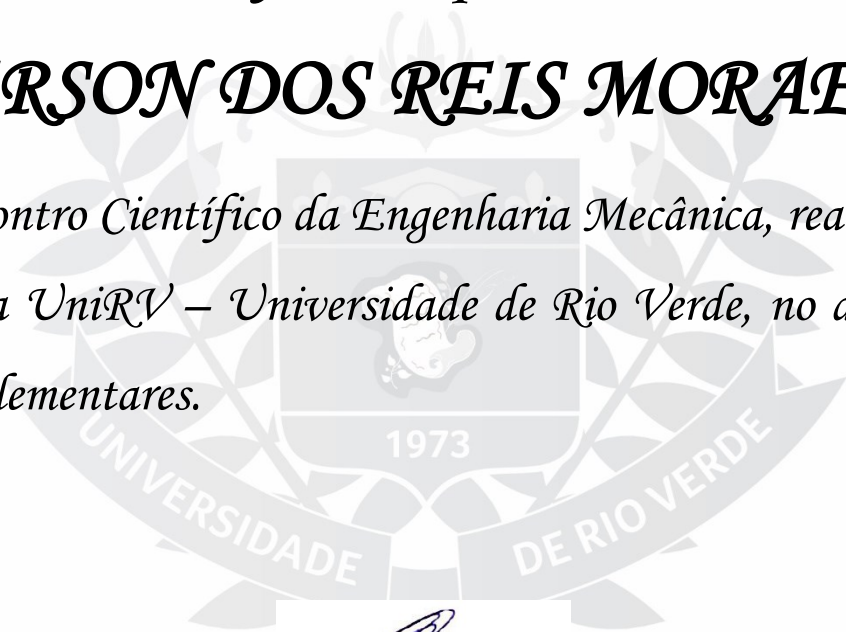 RSON DOS REIS MORAE
ontro Científico da Engenharia Mecânica, rea
a UniRV – Universidade de Rio Verde, no d
lementares.
1973
UNIVERSIDADE DE RIO VERDE